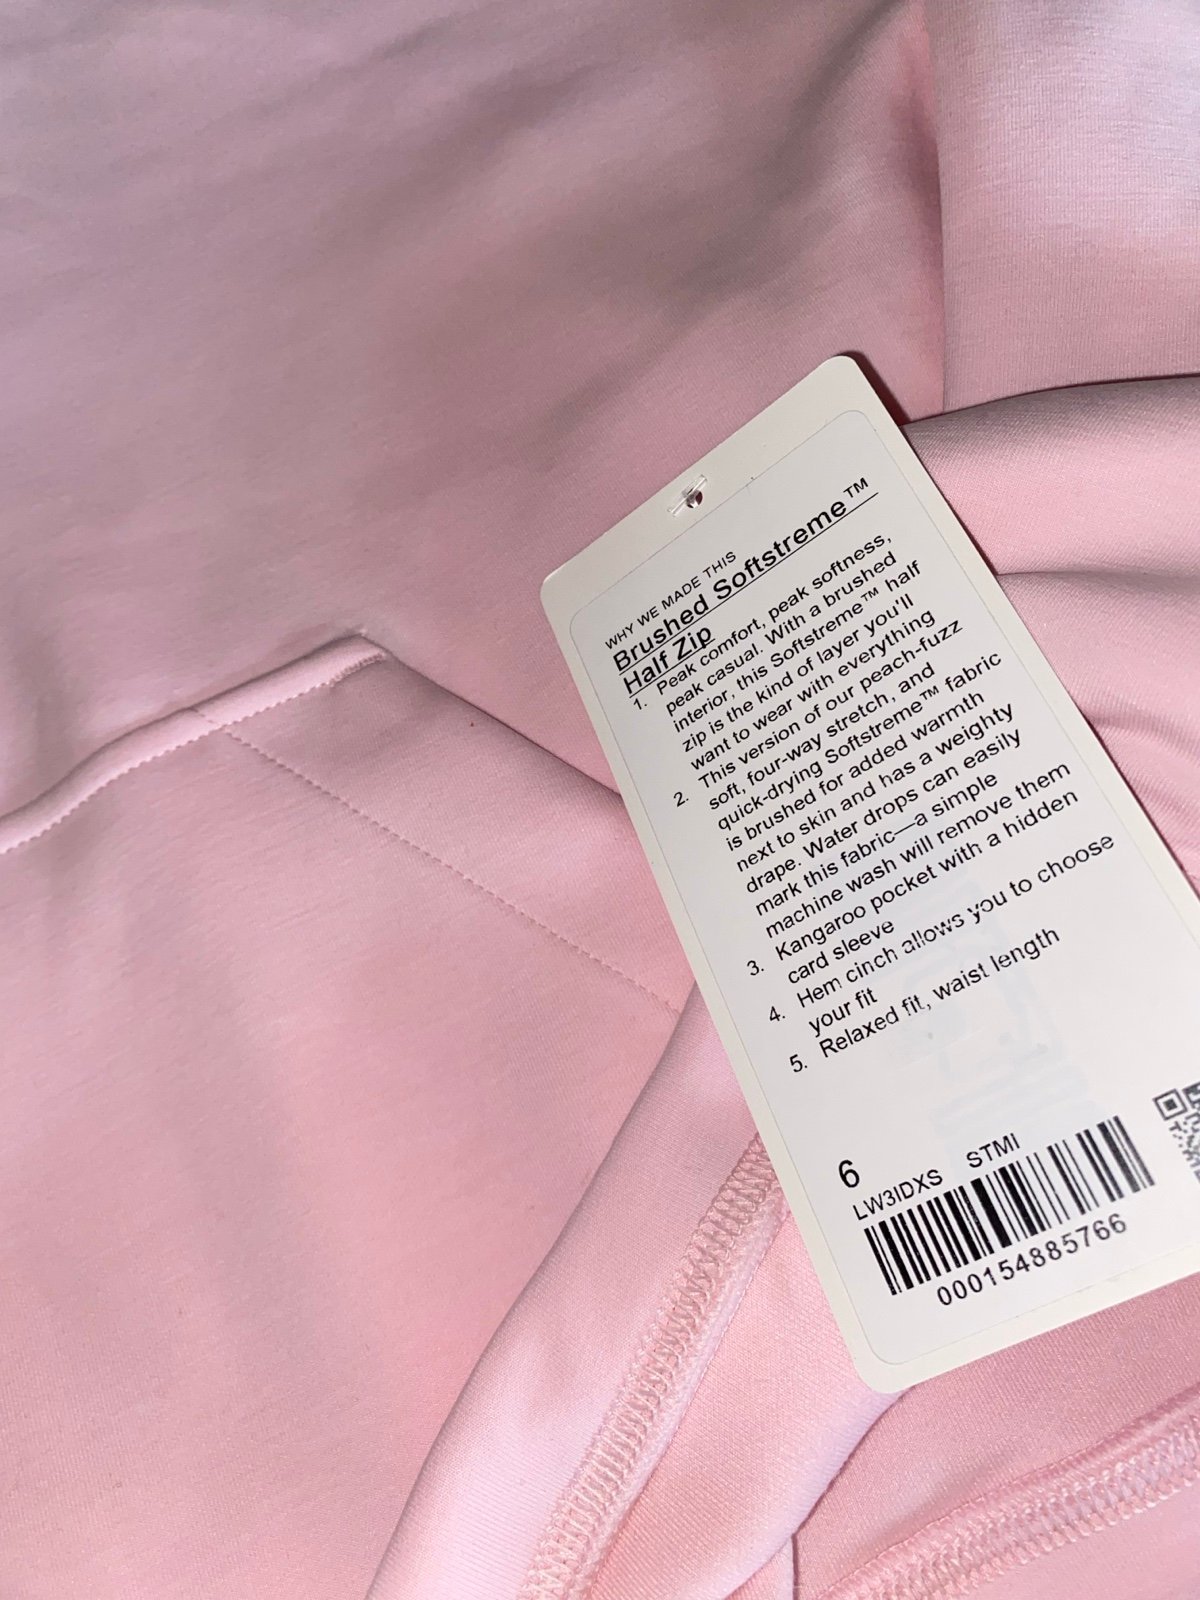 WHY WE MADE THIS
Brushed Softstreme™
Half Zip
1. Peak comfort, peak softness,
peak casual. With a brushed
interior, this Softstreme™ half
zip is the kind of layer you'll
want to wear with everything
2. This version of our peach-fuzz
soft, four-way stretch, and
quick-drying Softstreme™ fabric
is brushed for added warmth
next to skin and has a weighty
drape. Water drops can easily
mark this fabric—a simple
machine wash will remove them
3. Kangaroo pocket with a hidden
card sleeve
4. Hem cinch allows you to choose
your fit
5. Relaxed fit, waist length
6
LW3IDXS STMI
000154885766